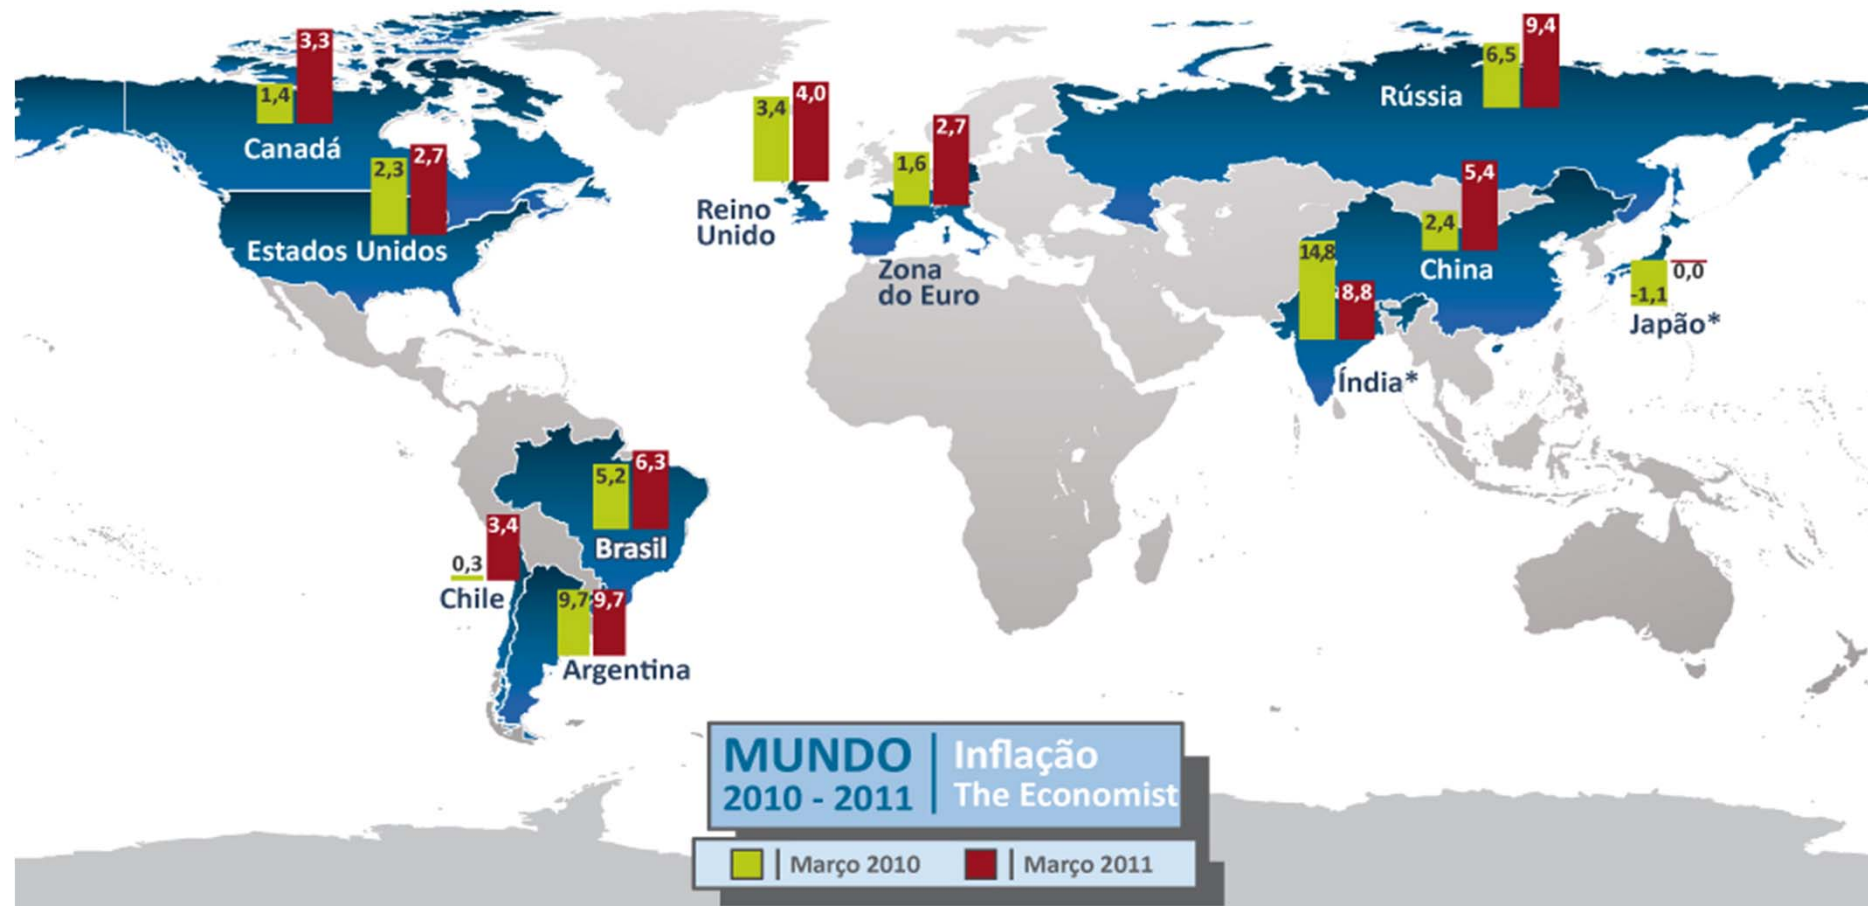 3,3
1,4
Canadá
2,3
2,7
Estados Unidos
3,4
4,0
Reino
Unido
1,6
2,7
Zona
do Euro
6,5
9,4
Rússia
2,4
5,4
China
14,8
8,8
Índia*
-1,1
0,0
Japão*
5,2
6,3
Brasil
0,3
3,4
Chile
9,7
9,7
Argentina
MUNDO
2010 - 2011
Inflação
The Economist
Março 2010
Março 2011